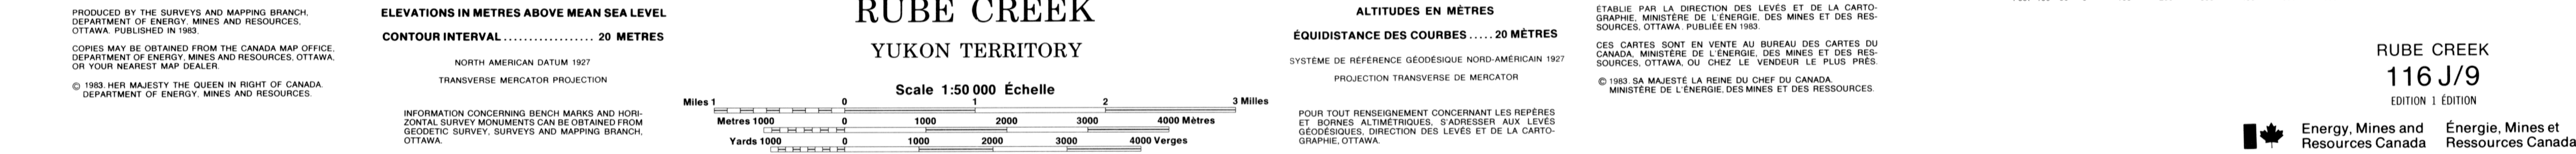 PRODUCED BY THE SURVEYS AND MAPPING BRANCH,
DEPARTMENT OF ENERGY, MINES AND RESOURCES,
OTTAWA. PUBLISHED IN 1983.
COPIES MAY BE OBTAINED FROM THE CANADA MAP OFFICE,
DEPARTMENT OF ENERGY, MINES AND RESOURCES, OTTAWA,
OR YOUR NEAREST MAP DEALER.
© 1983. HER MAJESTY THE QUEEN IN RIGHT OF CANADA.
DEPARTMENT OF ENERGY, MINES AND RESOURCES.
ELEVATIONS IN METRES ABOVE MEAN SEA LEVEL
CONTOUR INTERVAL .................. 20 METRES
NORTH AMERICAN DATUM 1927
TRANSVERSE MERCATOR PROJECTION
INFORMATION CONCERNING BENCH MARKS AND HORI-
ZONTAL SURVEY MONUMENTS CAN BE OBTAINED FROM
GEODETIC SURVEY, SURVEYS AND MAPPING BRANCH,
OTTAWA.
RUBE CREEK
YUKON TERRITORY
Scale 1:50 000 Échelle
Miles 1 0 1 2 3 Milles
Metres 1000 0 1000 2000 3000 4000 Mètres
Yards 1000 0 1000 2000 3000 4000 Verges
ALTITUDES EN MÈTRES
ÉQUIDISTANCE DES COURBES ..... 20 MÈTRES
SYSTÈME DE RÉFÉRENCE GÉODÉSIQUE NORD-AMÉRICAIN 1927
PROJECTION TRANSVERSE DE MERCATOR
POUR TOUT RENSEIGNEMENT CONCERNANT LES REPÈRES
ET BORNES ALTIMÉTRIQUES, S'ADRESSER AUX LEVÉS
GÉODÉSIQUES, DIRECTION DES LEVÉS ET DE LA CARTO-
GRAPHIE, OTTAWA.
ÉTABLIE PAR LA DIRECTION DES LEVÉS ET DE LA CARTO-
GRAPHIE, MINISTÈRE DE L'ÉNERGIE, DES MINES ET DES RES-
SOURCES, OTTAWA. PUBLIÉE EN 1983.
CES CARTES SONT EN VENTE AU BUREAU DES CARTES DU
CANADA, MINISTÈRE DE L'ÉNERGIE, DES MINES ET DES RES-
SOURCES, OTTAWA, OU CHEZ LE VENDEUR LE PLUS PRÈS.
© 1983. SA MAJESTÉ LA REINE DU CHEF DU CANADA.
MINISTÈRE DE L'ÉNERGIE, DES MINES ET DES RESSOURCES.
RUBE CREEK
116 J/9
EDITION 1 ÉDITION
Energy, Mines and
Resources Canada
Énergie, Mines et
Ressources Canada